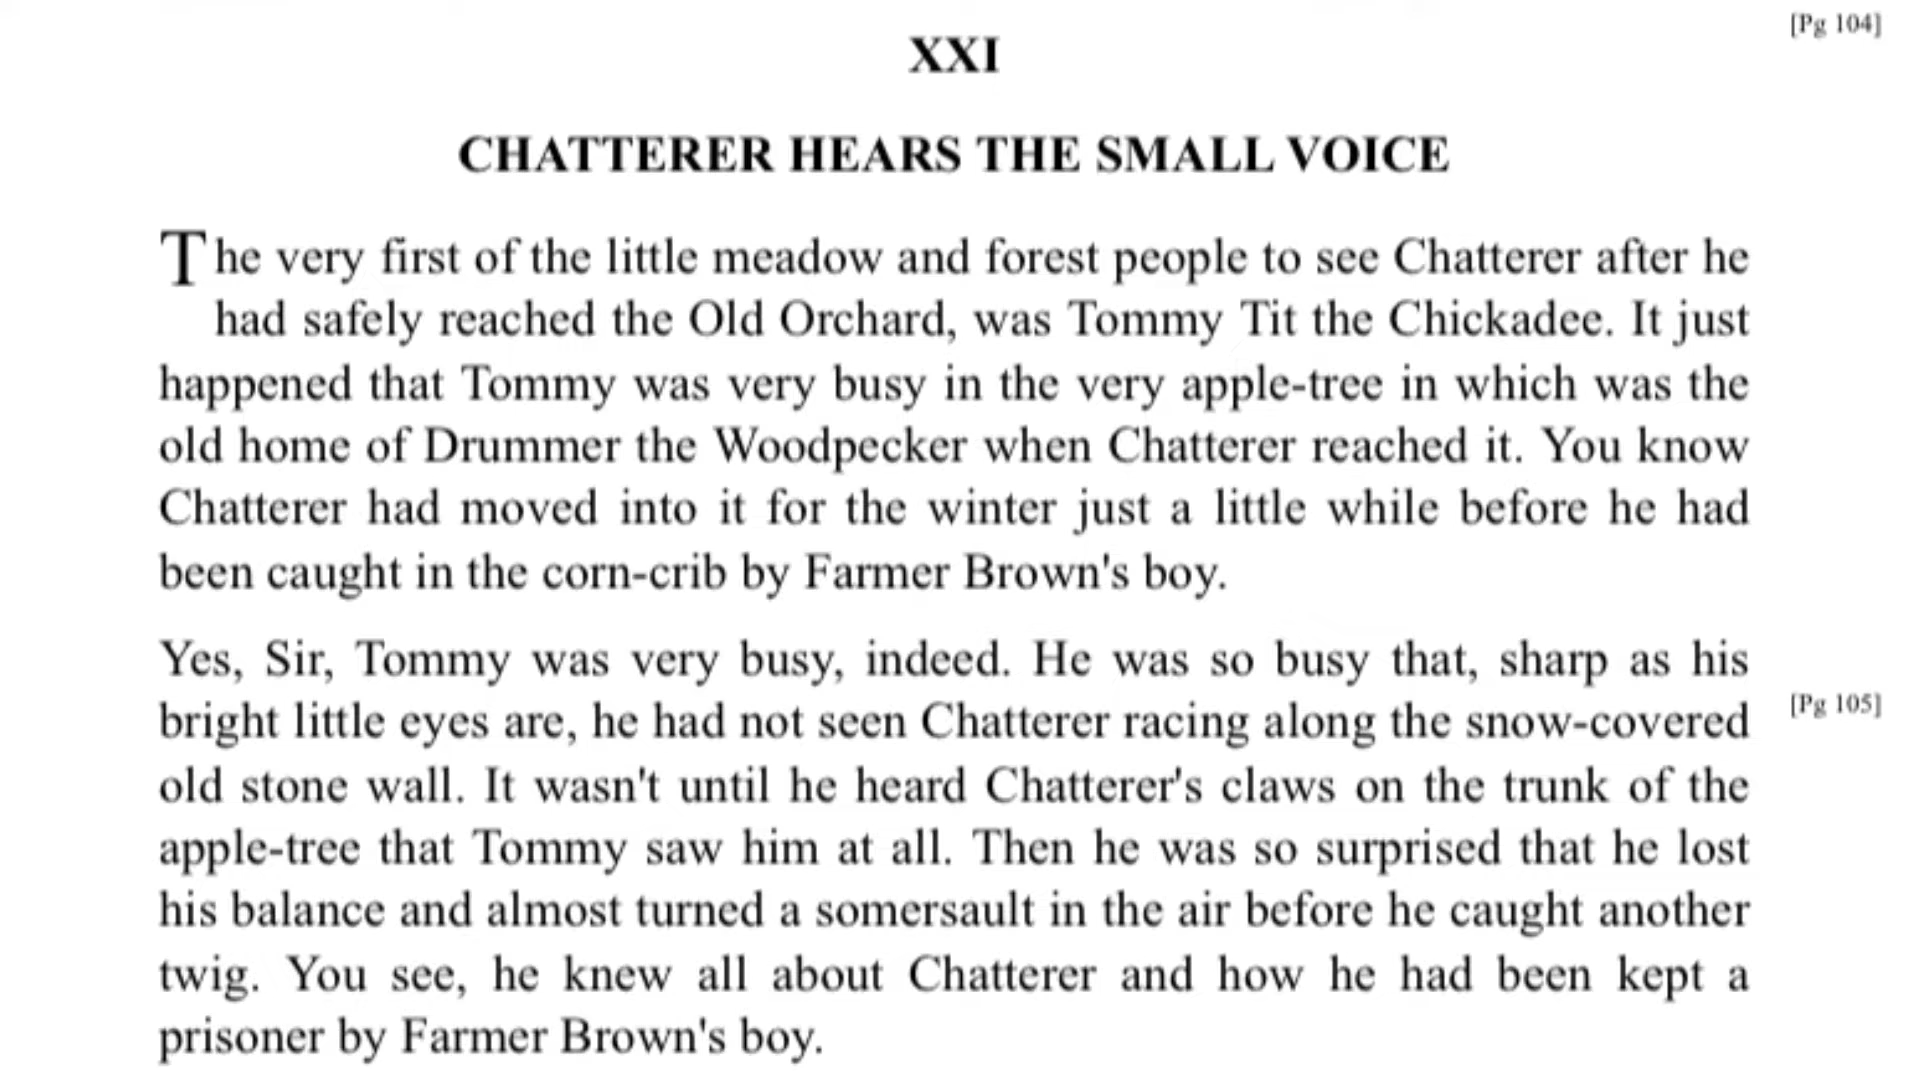 [Pg 104]
XXI
CHATTERER HEARS THE SMALL VOICE
The very first of the little meadow and forest people to see Chatterer after he
had safely reached the Old Orchard, was Tommy Tit the Chickadee. It just
happened that Tommy was very busy in the very apple-tree in which was the
old home of Drummer the Woodpecker when Chatterer reached it. You know
Chatterer had moved into it for the winter just a little while before he had
been caught in the corn-crib by Farmer Brown's boy.
Yes, Sir, Tommy was very busy, indeed. He was so busy that, sharp as his
bright little eyes are, he had not seen Chatterer racing along the snow-covered
[Pg 105]
old stone wall. It wasn't until he heard Chatterer's claws on the trunk of the
apple-tree that Tommy saw him at all. Then he was so surprised that he lost
his balance and almost turned a somersault in the air before he caught another
twig. You see, he knew all about Chatterer and how he had been kept a
prisoner by Farmer Brown's boy.